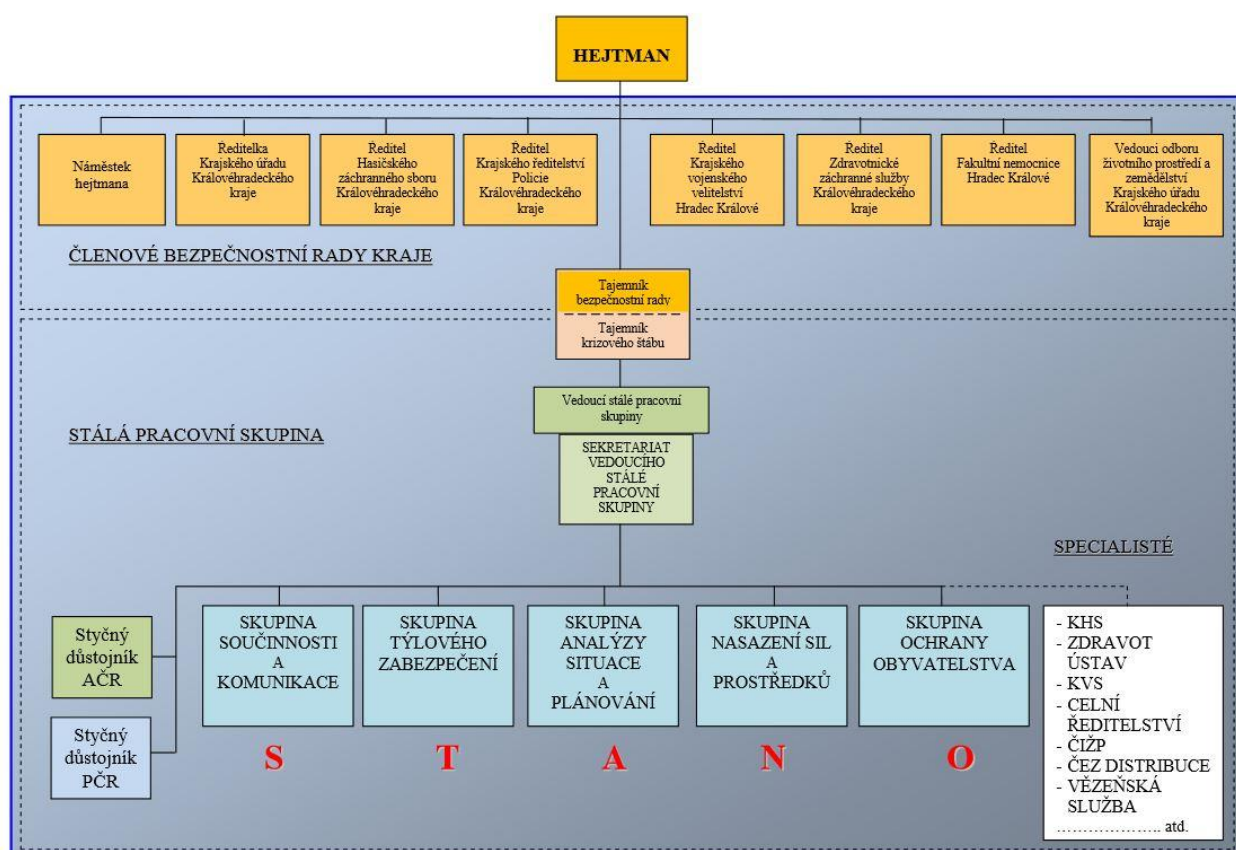 HEJTMAN
Náměstek
hejtmana
Ředitelka
Krajského úřadu
Královéhradeckého
kraje
Ředitel
Hasičského
záchranného sboru
Královéhradeckého
kraje
Ředitel
Krajského ředitelství
Policie
Královéhradeckého
kraje
Ředitel
Krajského
vojenského
velitelství
Hradec Králové
Ředitel
Zdravotnické
záchranné služby
Královéhradeckého
kraje
Ředitel
Fakultní nemocnice
Hradec Králové
Vedoucí odboru
životního prostředí a
zemědělství
Krajského úřadu
Královéhradeckého
kraje
ČLENOVÉ BEZPEČNOSTNÍ RADY KRAJE
Tajemník
bezpečnostní rady
Tajemník
krizového štábu
Vedoucí stálé pracovní
skupiny
STÁLÁ PRACOVNÍ SKUPINA
SEKRETARIAT
VEDOUCÍHO
STÁLÉ
PRACOVNÍ
SKUPINY
SPECIALISTÉ
Styčný
důstojník
AČR
Styčný
důstojník
PČR
SKUPINA
SOUČINNOSTI
A
KOMUNIKACE
SKUPINA
TÝLOVÉHO
ZABEZPEČENÍ
SKUPINA
ANALÝZY
SITUACE
A
PLÁNOVÁNÍ
SKUPINA
NASAZENÍ SIL
A
PROSTŘEDKŮ
SKUPINA
OCHRANY
OBYVATELSTVA
- KHS
- ZDRAVOT
ÚSTAV
- KVS
- CELNÍ
ŘEDITELSTVÍ
- ČIŽP
- ČEZ DISTRIBUCE
- VĚZEŇSKÁ
SLUŽBA
……………….. atd.
S T A N O